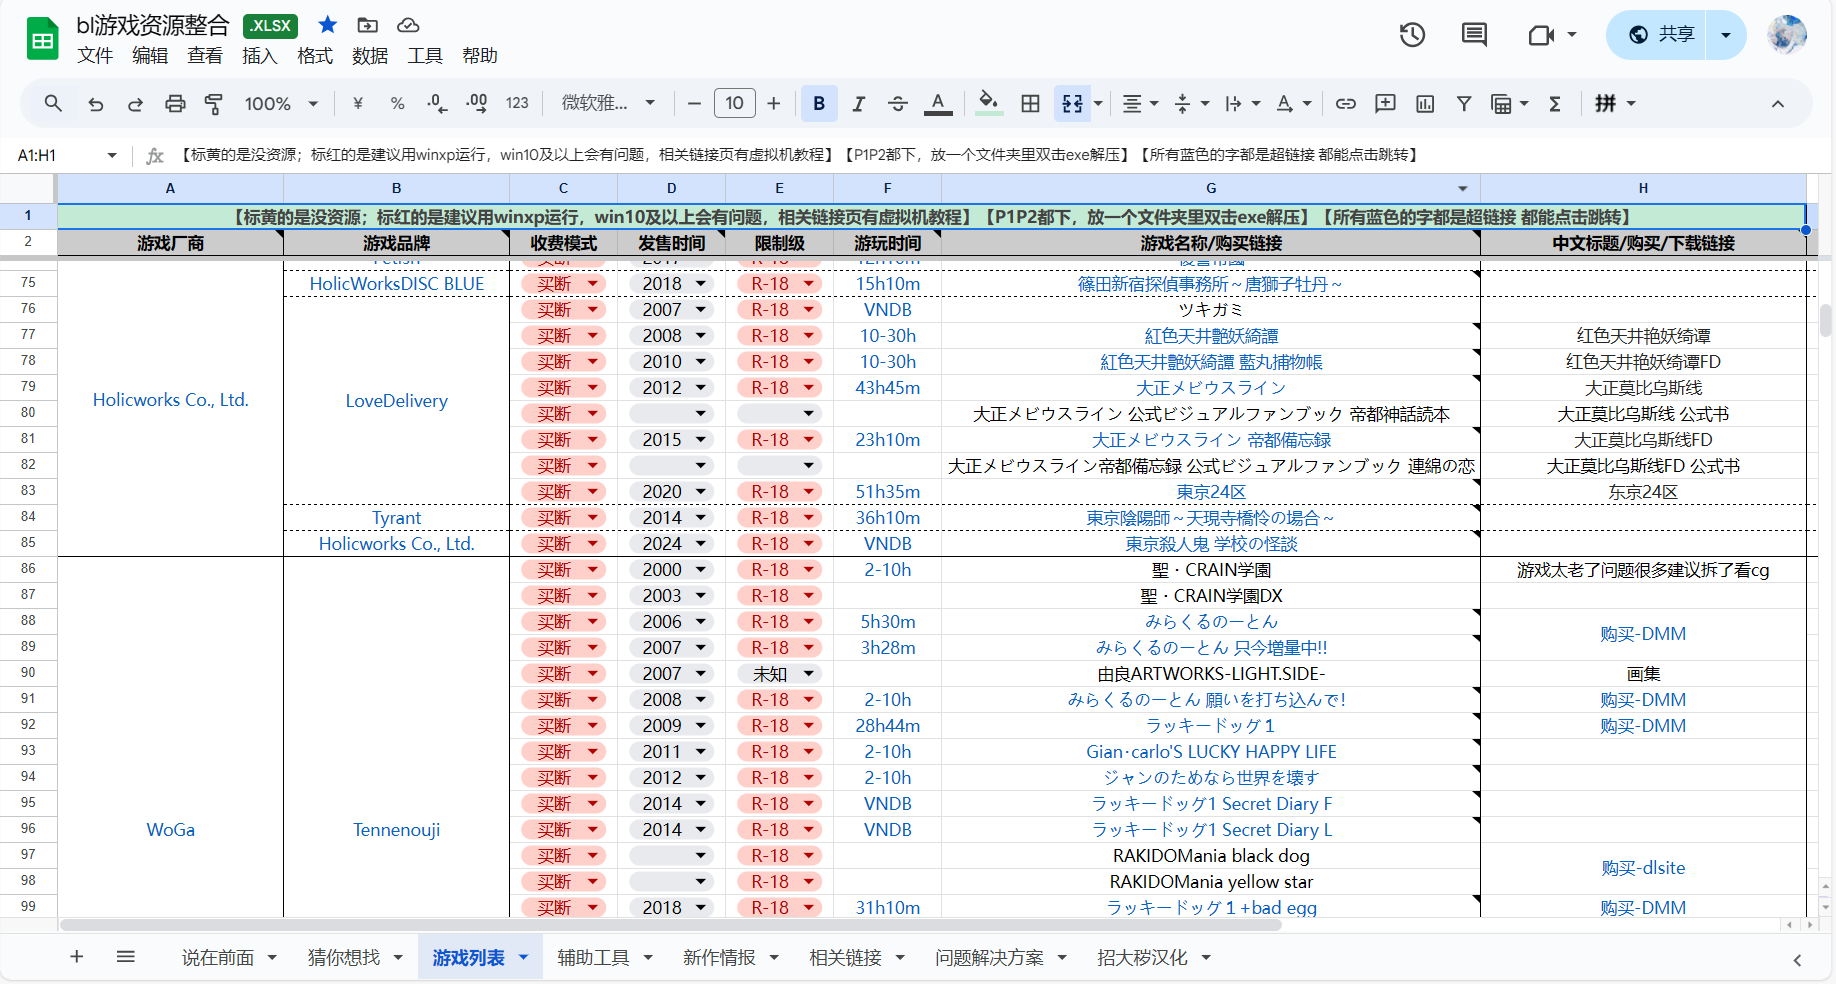 bl游戏资源整合 .XLSX
文件 编辑 查看 插入 格式 数据 工具 帮助
共享
100% ¥ % .0 .00 123 微软雅... 10 B I A A Σ 拼
A1:H1 fx 【标黄的是没资源；标红的是建议用winxp运行，win10及以上会有问题，相关链接页有虚拟机教程】【P1P2都下，放一个文件夹里双击exe解压】【所有蓝色的字都是超链接 都能点击跳转】
A B C D E F G H
1 【标黄的是没资源；标红的是建议用winxp运行，win10及以上会有问题，相关链接页有虚拟机教程】【P1P2都下，放一个文件夹里双击exe解压】【所有蓝色的字都是超链接 都能点击跳转】
2 游戏厂商 游戏品牌 收费模式 发售时间 限制级 游玩时间 游戏名称/购买链接 中文标题/购买/下载链接
75 HolicWorksDISC BLUE 买断 2018 R-18 15h10m 篠田新宿探偵事務所～唐獅子牡丹～
76 买断 2007 R-18 VNDB ツキガミ
77 买断 2008 R-18 10-30h 紅色天井艶妖綺譚 红色天井艳妖绮谭
78 买断 2010 R-18 10-30h 紅色天井艶妖綺譚 藍丸捕物帳 红色天井艳妖绮谭FD
79 买断 2012 R-18 43h45m 大正メビウスライン 大正莫比乌斯线
Holicworks Co., Ltd. LoveDelivery
80 买断 大正メビウスライン 公式ビジュアルファンブック 帝都神話読本 大正莫比乌斯线 公式书
81 买断 2015 R-18 23h10m 大正メビウスライン 帝都備忘録 大正莫比乌斯线FD
82 买断 大正メビウスライン帝都備忘録 公式ビジュアルファンブック 連綿の恋 大正莫比乌斯线FD 公式书
83 买断 2020 R-18 51h35m 東京24区 东京24区
84 Tyrant 买断 2014 R-18 36h10m 東京陰陽師～天現寺橋怜の場合～
85 Holicworks Co., Ltd. 买断 2024 R-18 VNDB 東京殺人鬼 学校の怪談
86 买断 2000 R-18 2-10h 聖・CRAIN学園 游戏太老了问题很多建议拆了看cg
87 买断 2003 R-18 聖・CRAIN学園DX
88 买断 2006 R-18 5h30m みらくるのーとん
购买-DMM
89 买断 2007 R-18 3h28m みらくるのーとん 只今増量中!!
90 买断 2007 未知 由良ARTWORKS-LIGHT.SIDE- 画集
91 买断 2008 R-18 2-10h みらくるのーとん 願いを打ち込んで! 购买-DMM
92 买断 2009 R-18 28h44m ラッキードッグ１ 购买-DMM
93 买断 2011 R-18 2-10h Gian･carlo'S LUCKY HAPPY LIFE
94 买断 2012 R-18 2-10h ジャンのためなら世界を壊す
95 买断 2014 R-18 VNDB ラッキードッグ1 Secret Diary F
96 WoGa Tennenouji 买断 2014 R-18 VNDB ラッキードッグ1 Secret Diary L
97 买断 R-18 RAKIDOMania black dog
购买-dlsite
98 买断 R-18 RAKIDOMania yellow star
99 买断 2018 R-18 31h10m ラッキードッグ１+bad egg 购买-DMM
说在前面 猜你想找 游戏列表 辅助工具 新作情报 相关链接 问题解决方案 招大秽汉化